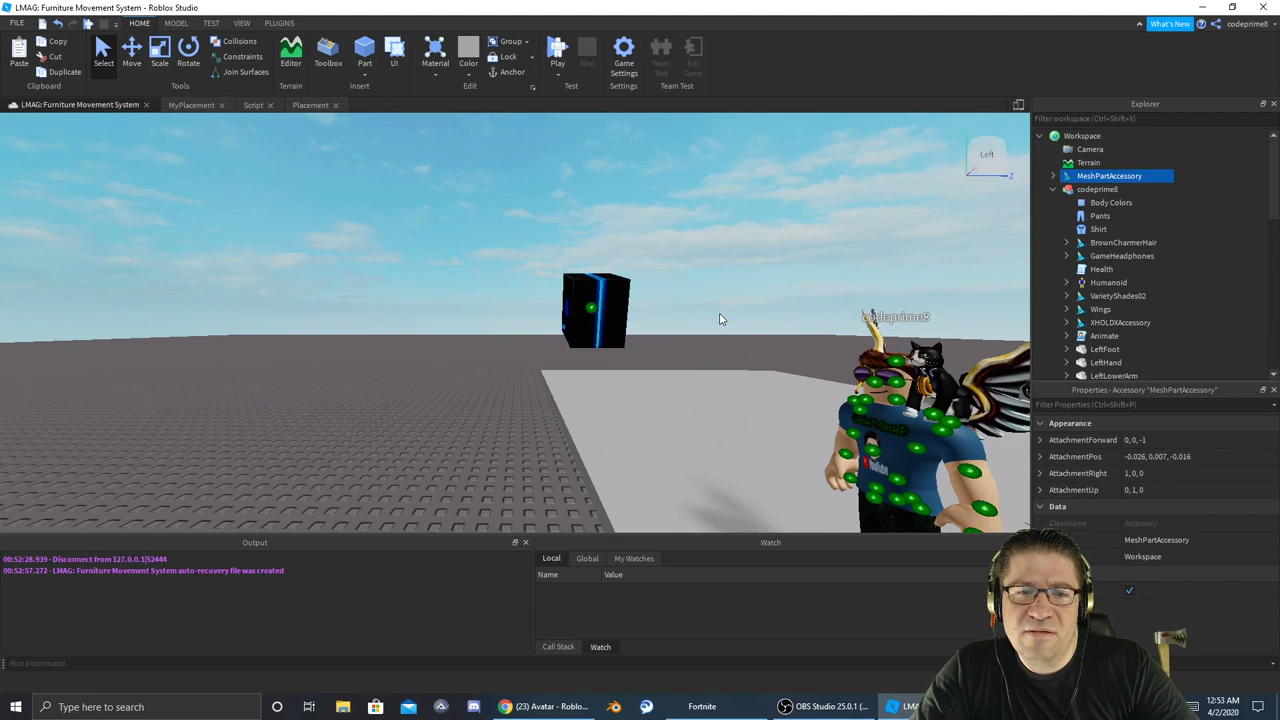 LMAG: Furniture Movement System - Roblox Studio
FILE HOME MODEL TEST VIEW PLUGINS
What's New codeprime8
Paste Copy Cut Duplicate Clipboard
Select Move Scale Rotate Collisions Constraints Join Surfaces Tools
Editor Terrain
Toolbox Part UI Insert
Material Color Group Lock Anchor Edit
Play Stop Test
Game Settings Settings
Team Test Exit Game Team Test
LMAG: Furniture Movement System MyPlacement Script Placement
Left
Z
codeprime8
YouTube
Explorer
Filter workspace (Ctrl+Shift+X)
Workspace
Camera
Terrain
MeshPartAccessory
codeprime8
Body Colors
Pants
Shirt
BrownCharmerHair
GameHeadphones
Health
Humanoid
VarietyShades02
Wings
XHOLDXAccessory
Animate
LeftFoot
LeftHand
LeftLowerArm
Properties - Accessory "MeshPartAccessory"
Filter Properties (Ctrl+Shift+P)
Appearance
AttachmentForward 0, 0, -1
AttachmentPos -0.026, 0.007, -0.016
AttachmentRight 1, 0, 0
AttachmentUp 0, 1, 0
Data
Accessory
MeshPartAccessory
Workspace
Output
00:52:28.939 - Disconnect from 127.0.0.1|52444
00:52:57.272 - LMAG: Furniture Movement System auto-recovery file was created
Watch
Local Global My Watches
Name Value
Call Stack Watch
Run a command
Type here to search
(23) Avatar - Roblo...
Fortnite
OBS Studio 25.0.1 (...
LMAG
12:53 AM
4/2/2020